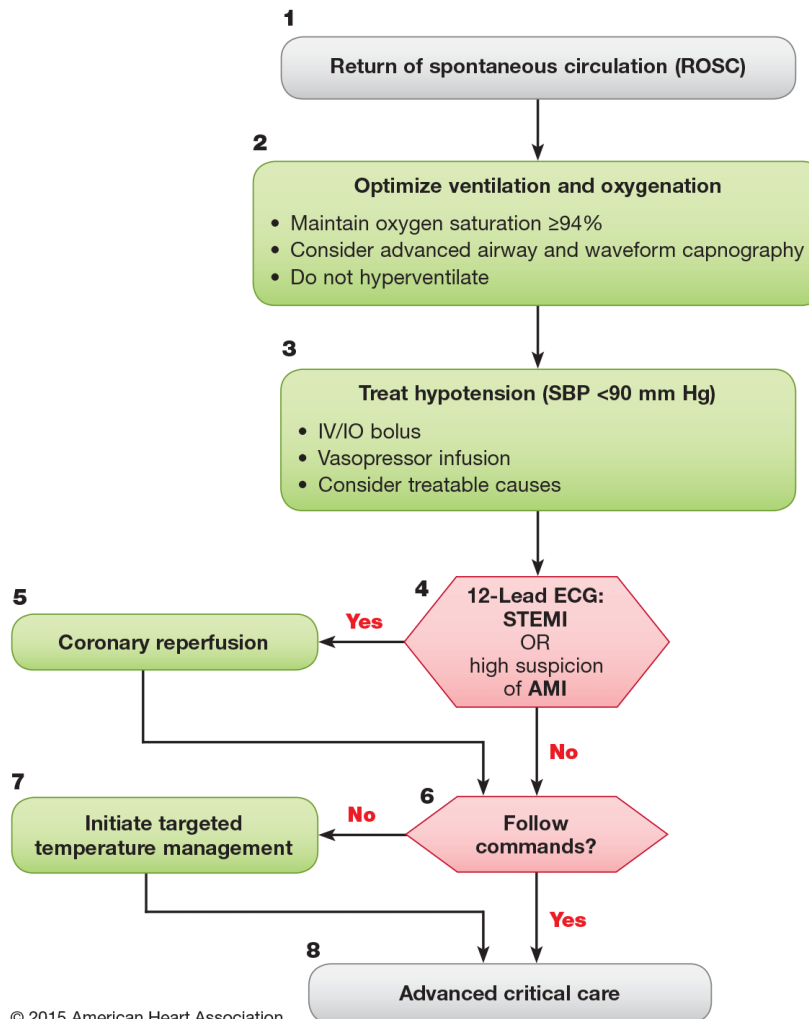 1
Return of spontaneous circulation (ROSC)
2
Optimize ventilation and oxygenation
• Maintain oxygen saturation ≥94%
• Consider advanced airway and waveform capnography
• Do not hyperventilate
3
Treat hypotension (SBP <90 mm Hg)
• IV/IO bolus
• Vasopressor infusion
• Consider treatable causes
4
12-Lead ECG:
STEMI
OR
high suspicion
of AMI
5
Yes
Coronary reperfusion
No
7
6
No
Initiate targeted
temperature management
Follow
commands?
Yes
8
Advanced critical care
© 2015 American Heart Association